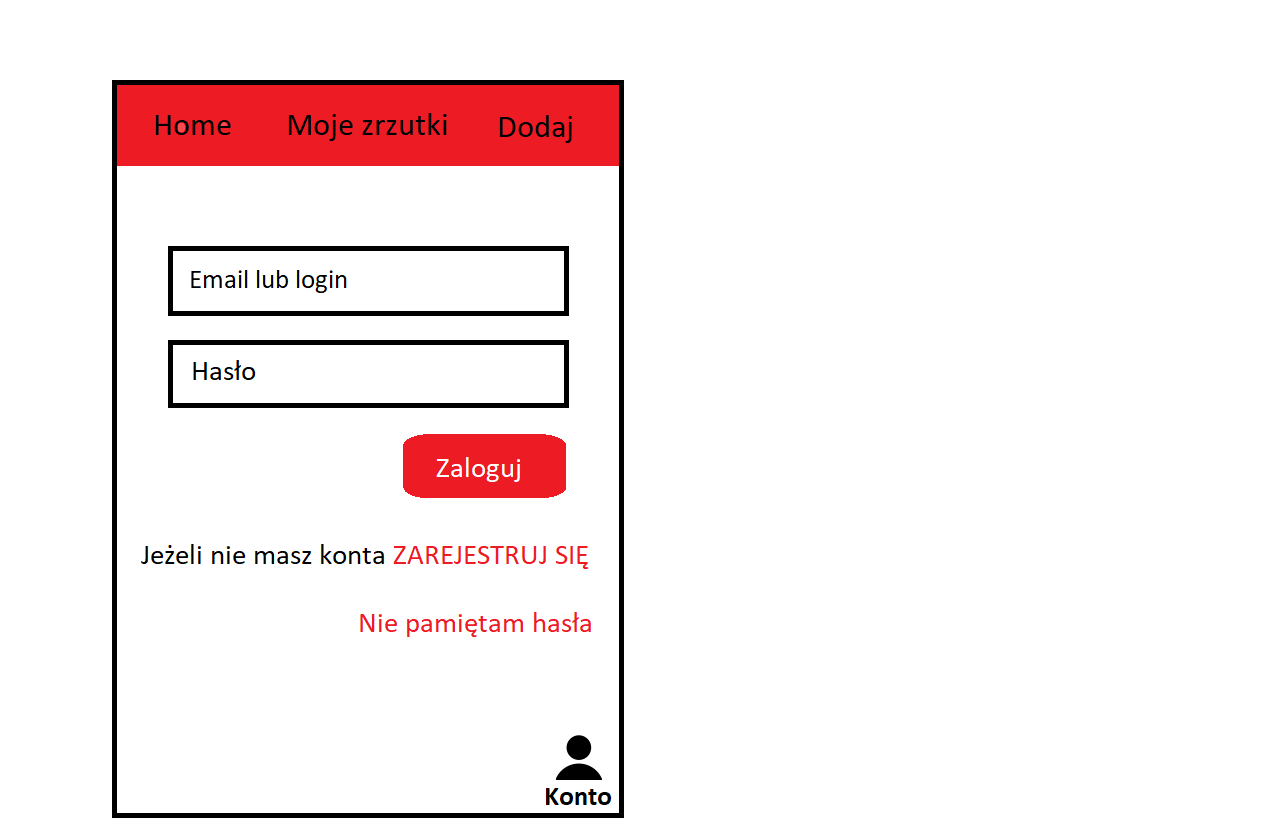 Home Moje zrzutki Dodaj
Email lub login
Hasło
Zaloguj
Jeżeli nie masz konta ZAREJESTRUJ SIĘ
Nie pamiętam hasła
Konto